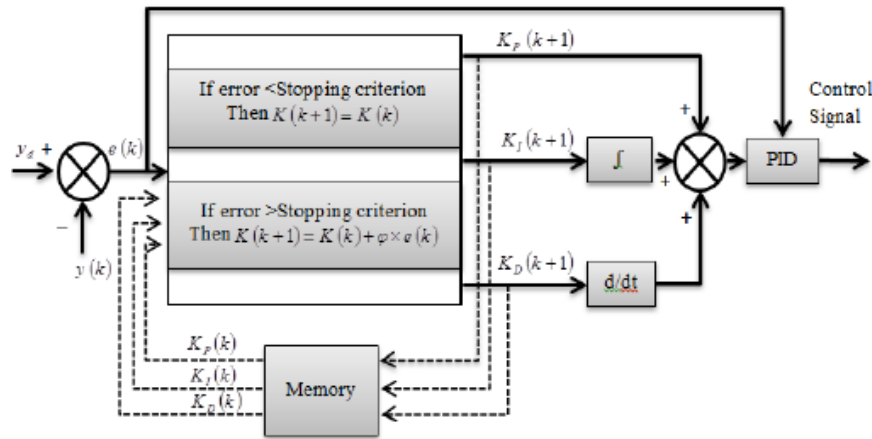 K_P(k+1)
If error <Stopping criterion
Then K(k+1)=K(k)
Control
Signal
+
y_d +
e(k)
K_I(k+1)
∫
+
PID
If error >Stopping criterion
Then K(k+1)=K(k)+φ×e(k)
−
y(k)
K_D(k+1)
d/dt
+
K_P(k)
K_I(k)
K_D(k)
Memory